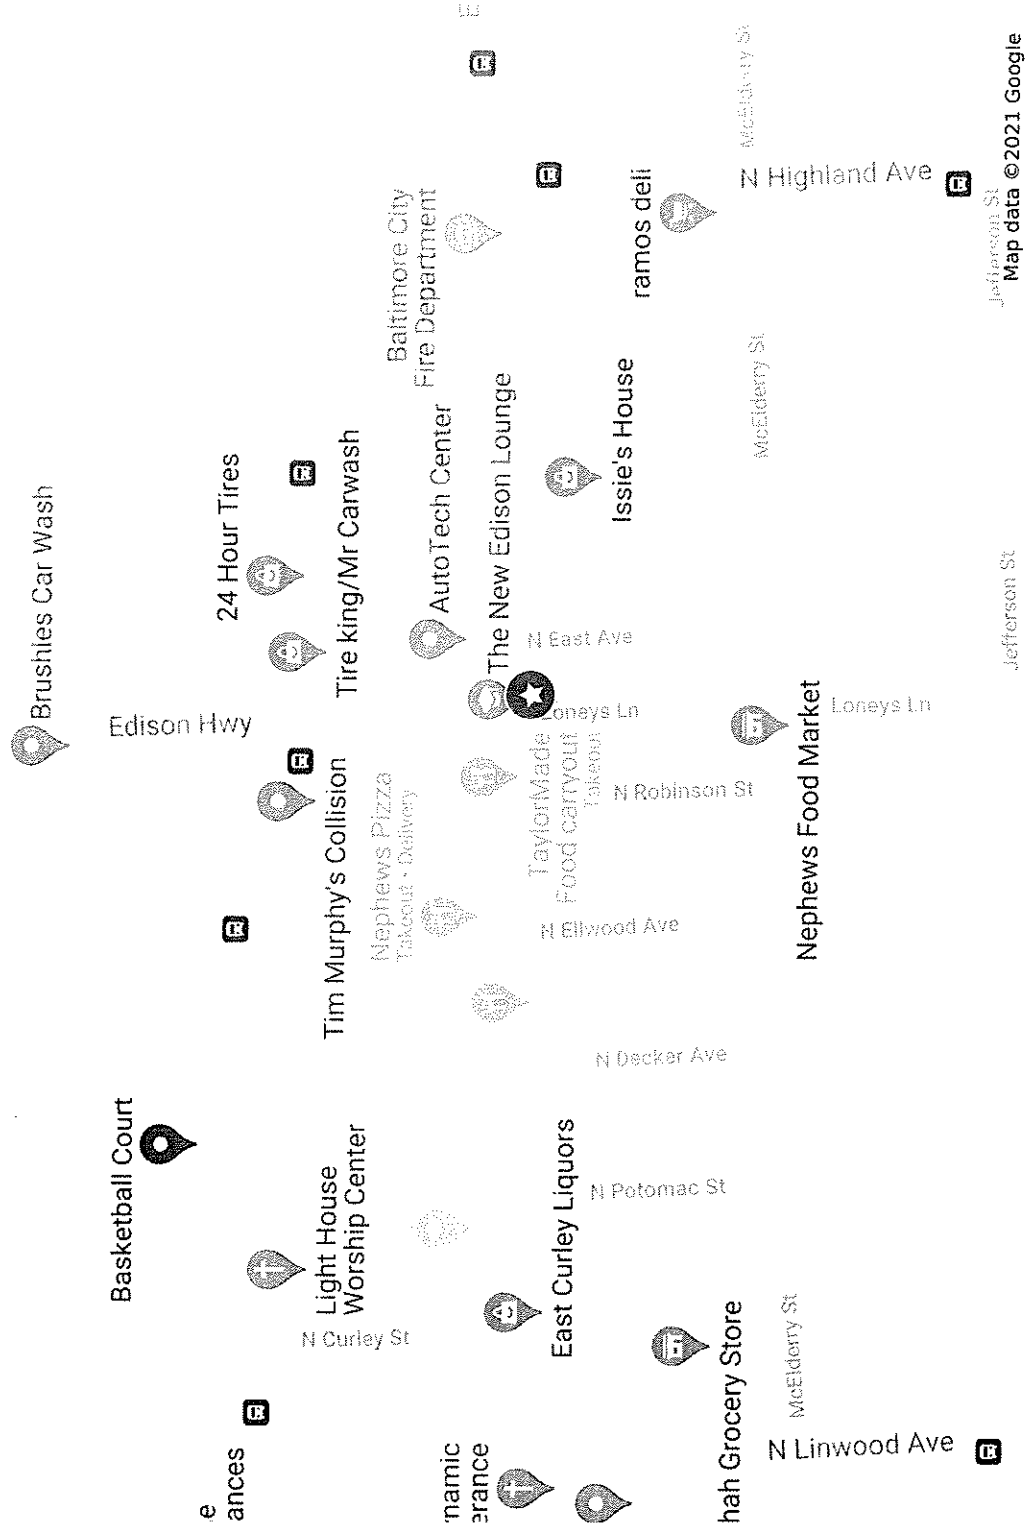 Brushies Car Wash
Edison Hwy
24 Hour Tires
Tire king/Mr Carwash
Baltimore City
Fire Department
AutoTech Center
The New Edison Lounge
Issie's House
ramos deli
McElderry St
N Highland Ave
Jefferson St
Map data ©2021 Google
Tim Murphy's Collision
Nephews Pizza
Takeout • Delivery
N East Ave
Loneys Ln
TaylorMade
Food carryout
Takeout
N Robinson St
N Ellwood Ave
Nephews Food Market
Loneys Ln
McElderry St
Jefferson St
Basketball Court
Light House
Worship Center
N Curley St
East Curley Liquors
N Decker Ave
N Potomac St
McElderry St
N Linwood Ave
hah Grocery Store
e
ances
namic
erance